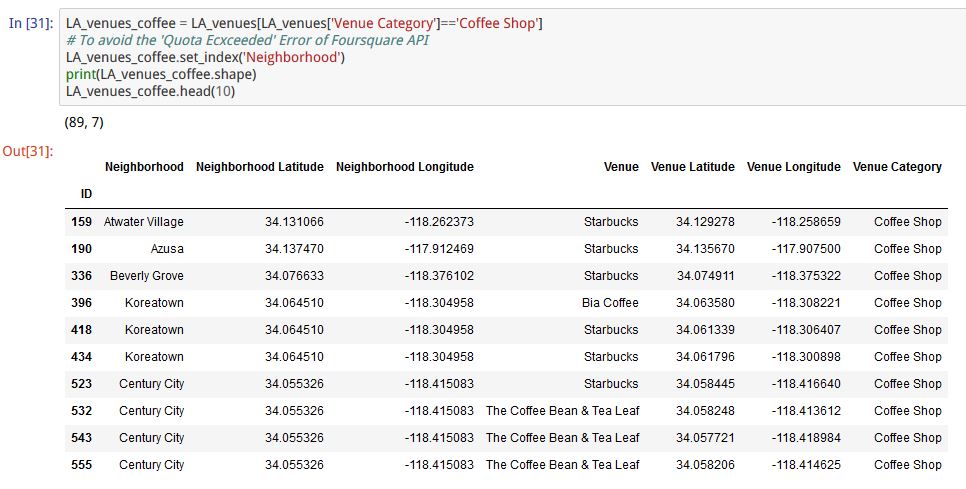 In [31]: LA_venues_coffee = LA_venues[LA_venues['Venue Category']=='Coffee Shop']
# To avoid the 'Quota Ecxceeded' Error of Foursquare API
LA_venues_coffee.set_index('Neighborhood')
print(LA_venues_coffee.shape)
LA_venues_coffee.head(10)
(89, 7)
Out[31]:
Neighborhood Neighborhood Latitude Neighborhood Longitude Venue Venue Latitude Venue Longitude Venue Category
ID
159 Atwater Village 34.131066 -118.262373 Starbucks 34.129278 -118.258659 Coffee Shop
190 Azusa 34.137470 -117.912469 Starbucks 34.135670 -117.907500 Coffee Shop
336 Beverly Grove 34.076633 -118.376102 Starbucks 34.074911 -118.375322 Coffee Shop
396 Koreatown 34.064510 -118.304958 Bia Coffee 34.063580 -118.308221 Coffee Shop
418 Koreatown 34.064510 -118.304958 Starbucks 34.061339 -118.306407 Coffee Shop
434 Koreatown 34.064510 -118.304958 Starbucks 34.061796 -118.300898 Coffee Shop
523 Century City 34.055326 -118.415083 Starbucks 34.058445 -118.416640 Coffee Shop
532 Century City 34.055326 -118.415083 The Coffee Bean & Tea Leaf 34.058248 -118.413612 Coffee Shop
543 Century City 34.055326 -118.415083 The Coffee Bean & Tea Leaf 34.057721 -118.418984 Coffee Shop
555 Century City 34.055326 -118.415083 The Coffee Bean & Tea Leaf 34.058206 -118.414625 Coffee Shop